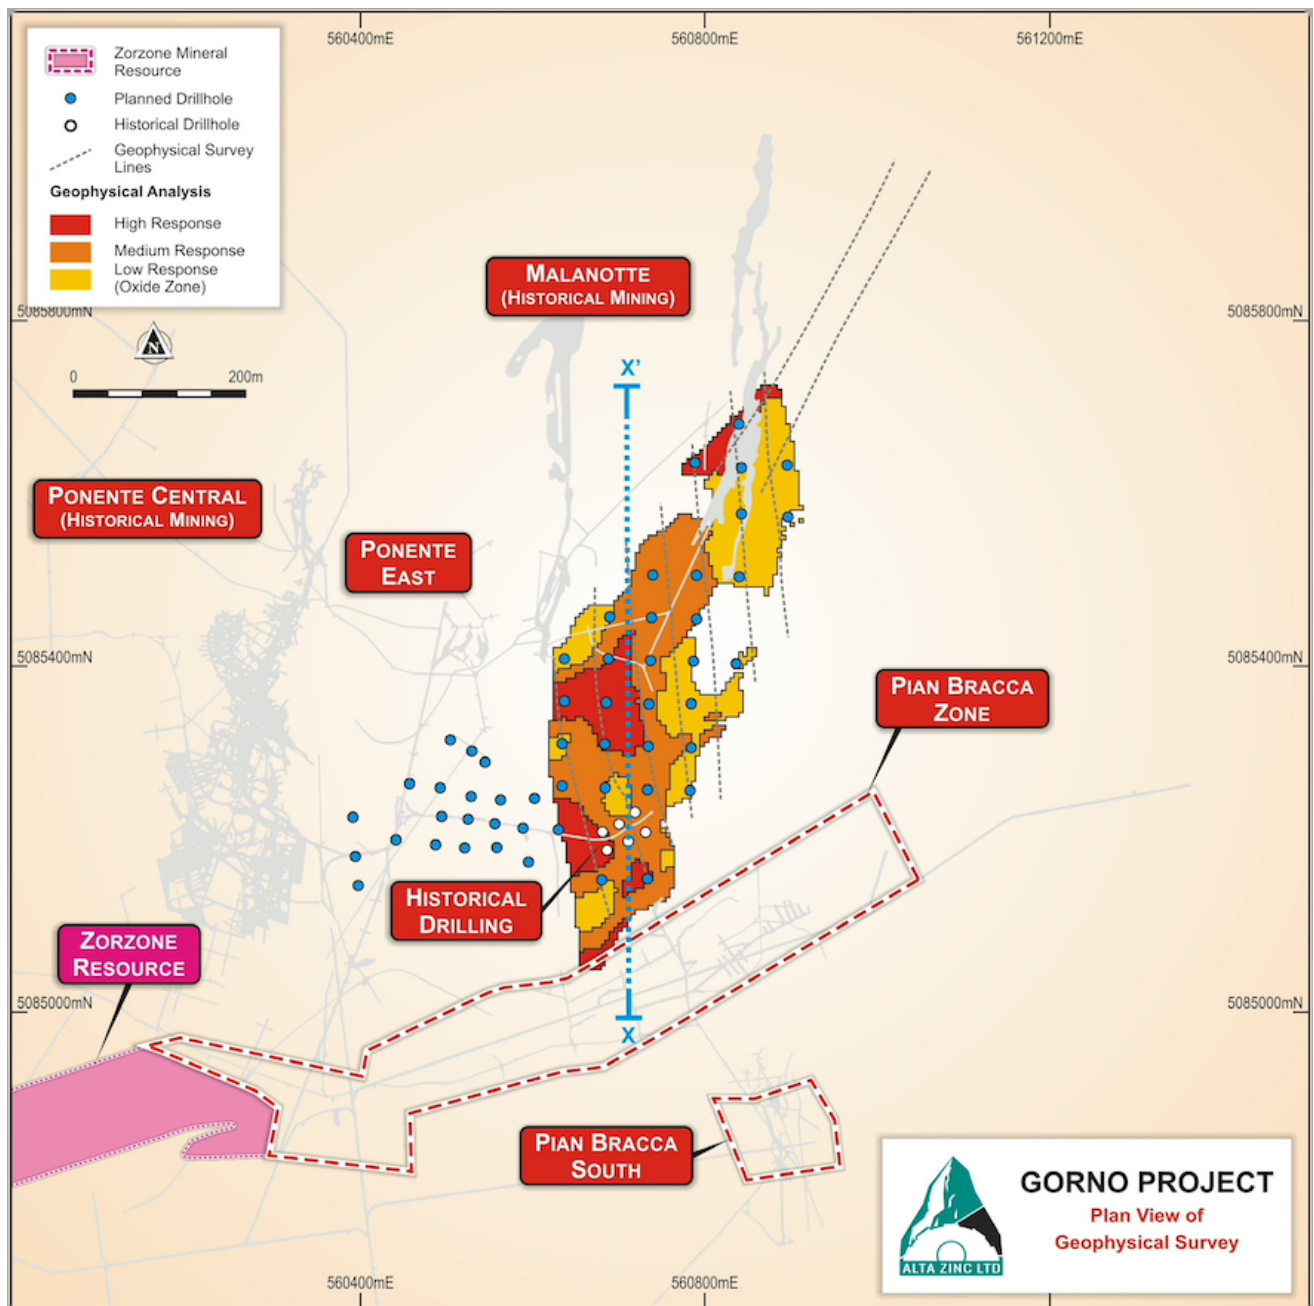 560400mE
560800mE
561200mE
Zorzone Mineral
Resource
Planned Drillhole
Historical Drillhole
Geophysical Survey
Lines
Geophysical Analysis
High Response
Medium Response
Low Response
(Oxide Zone)
5085800mN
5085800mN
N
0
200m
MALANOTTE
(HISTORICAL MINING)
X'
PONENTE CENTRAL
(HISTORICAL MINING)
PONENTE
EAST
5085400mN
5085400mN
PIAN BRACCA
ZONE
HISTORICAL
DRILLING
ZORZONE
RESOURCE
5085000mN
5085000mN
X
PIAN BRACCA
SOUTH
ALTA ZINC LTD
GORNO PROJECT
Plan View of
Geophysical Survey
560400mE
560800mE